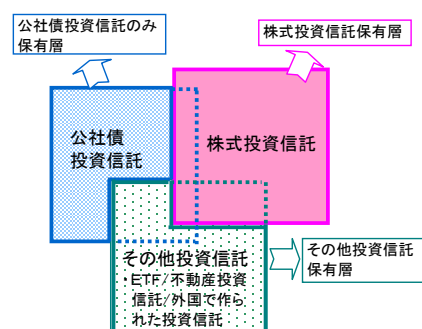 公社債投資信託のみ
保有層
株式投資信託保有層
公社債
投資信託
株式投資信託
その他投資信託
・ETF/不動産投資
信託/外国で作ら
れた投資信託
その他投資信託
保有層